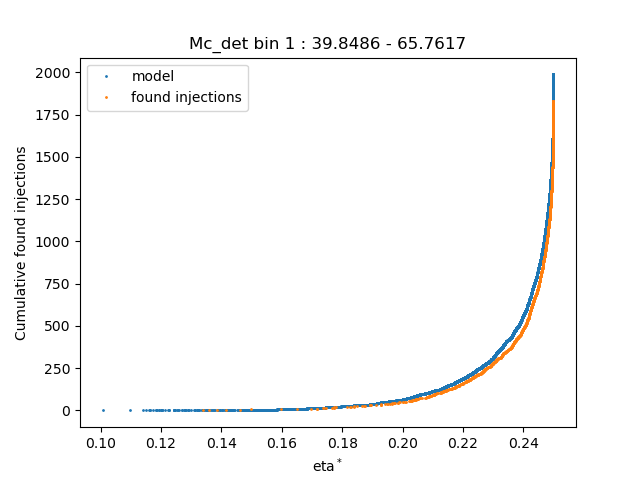 Mc_det bin 1 : 39.8486 - 65.7617
model
found injections
Cumulative found injections
2000
1750
1500
1250
1000
750
500
250
0
0.10 0.12 0.14 0.16 0.18 0.20 0.22 0.24
eta*